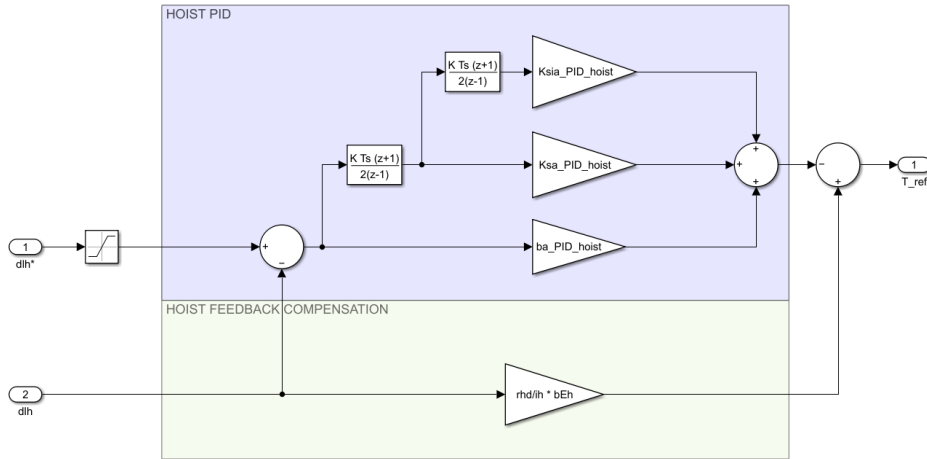 HOIST PID
K Ts (z+1)
2(z-1)
Ksia_PID_hoist
K Ts (z+1)
2(z-1)
Ksa_PID_hoist
+
+
+
−
+
1
T_ref
1
dlh*
+
−
ba_PID_hoist
HOIST FEEDBACK COMPENSATION
2
dlh
rhd/ih * bEh